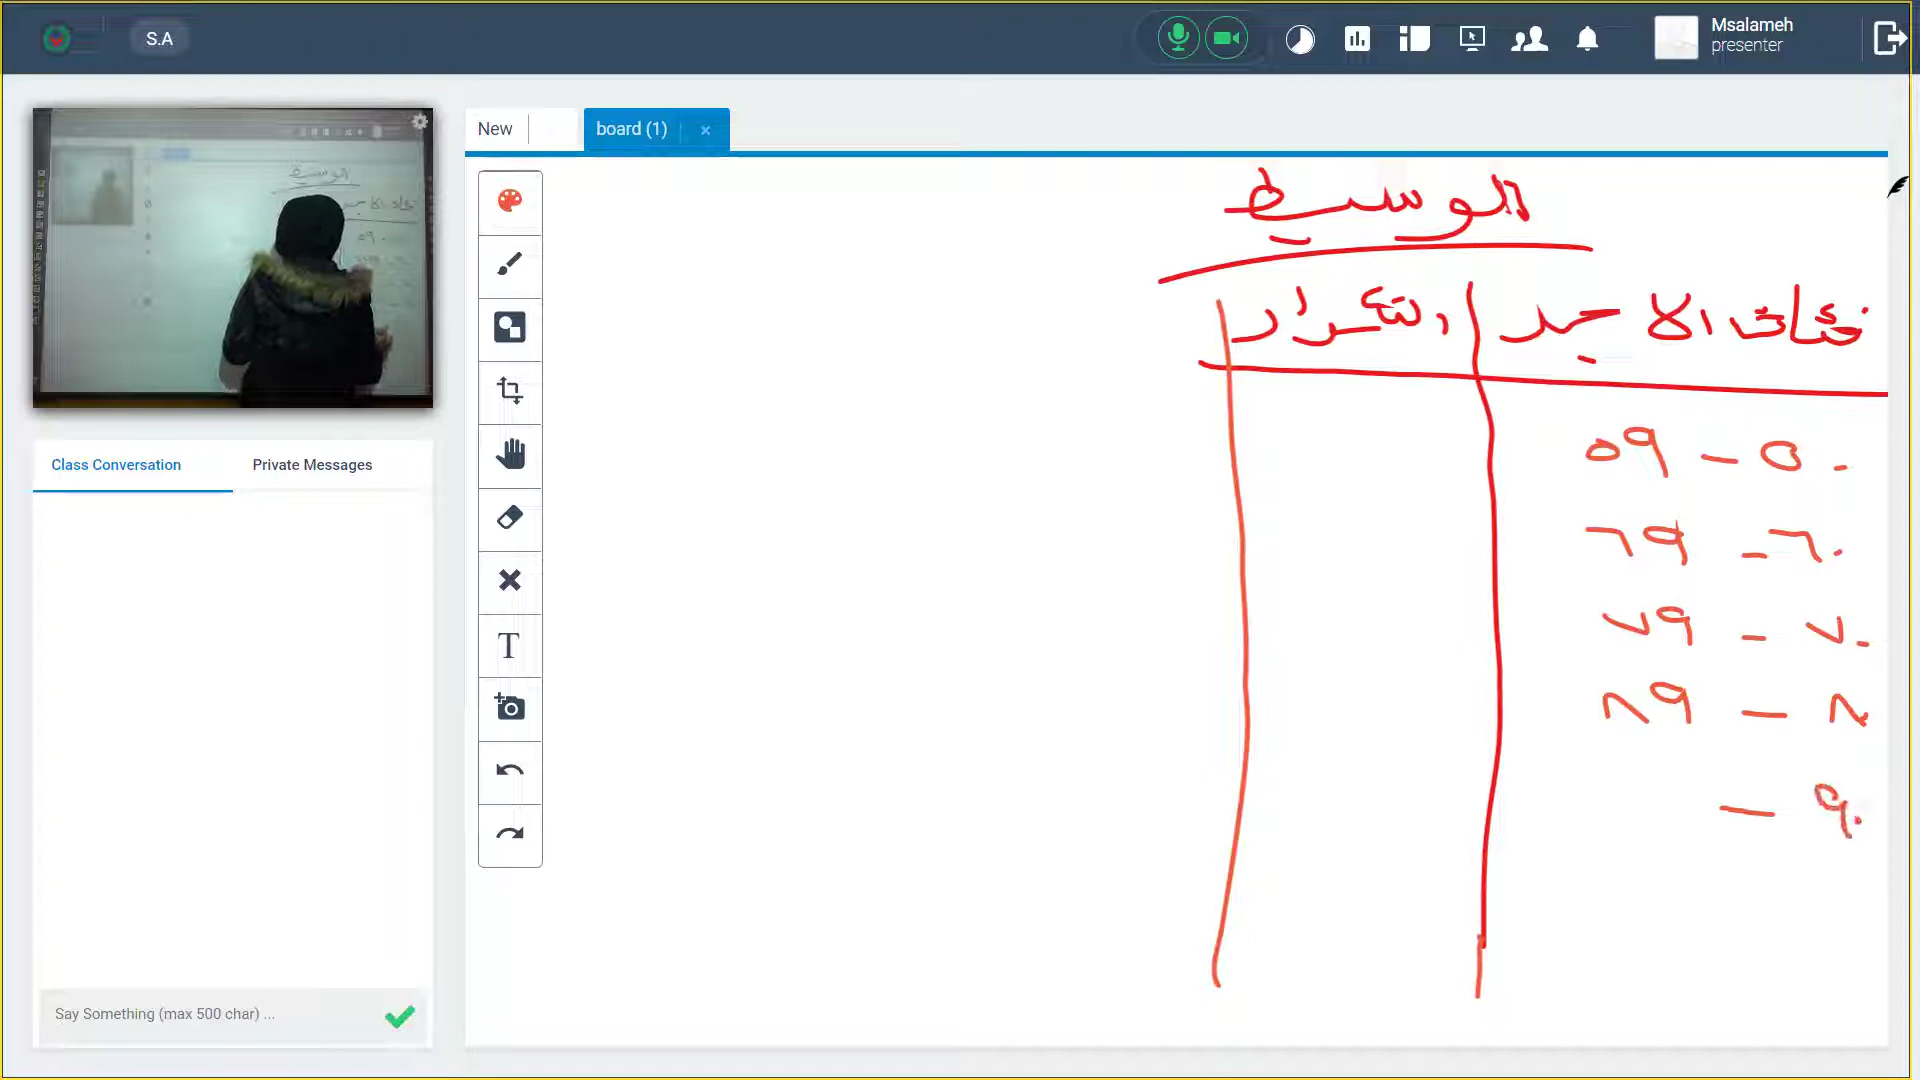 S.A
Msalameh
presenter
New
board (1)
×
Class Conversation
Private Messages
T
Say Something (max 500 char) ...
الوسيط
فئات الأجر التكرار
٥٠ – ٥٩
٦٠ – ٦٩
٧٠ – ٧٩
٨٠ – ٨٩
٩٠ –